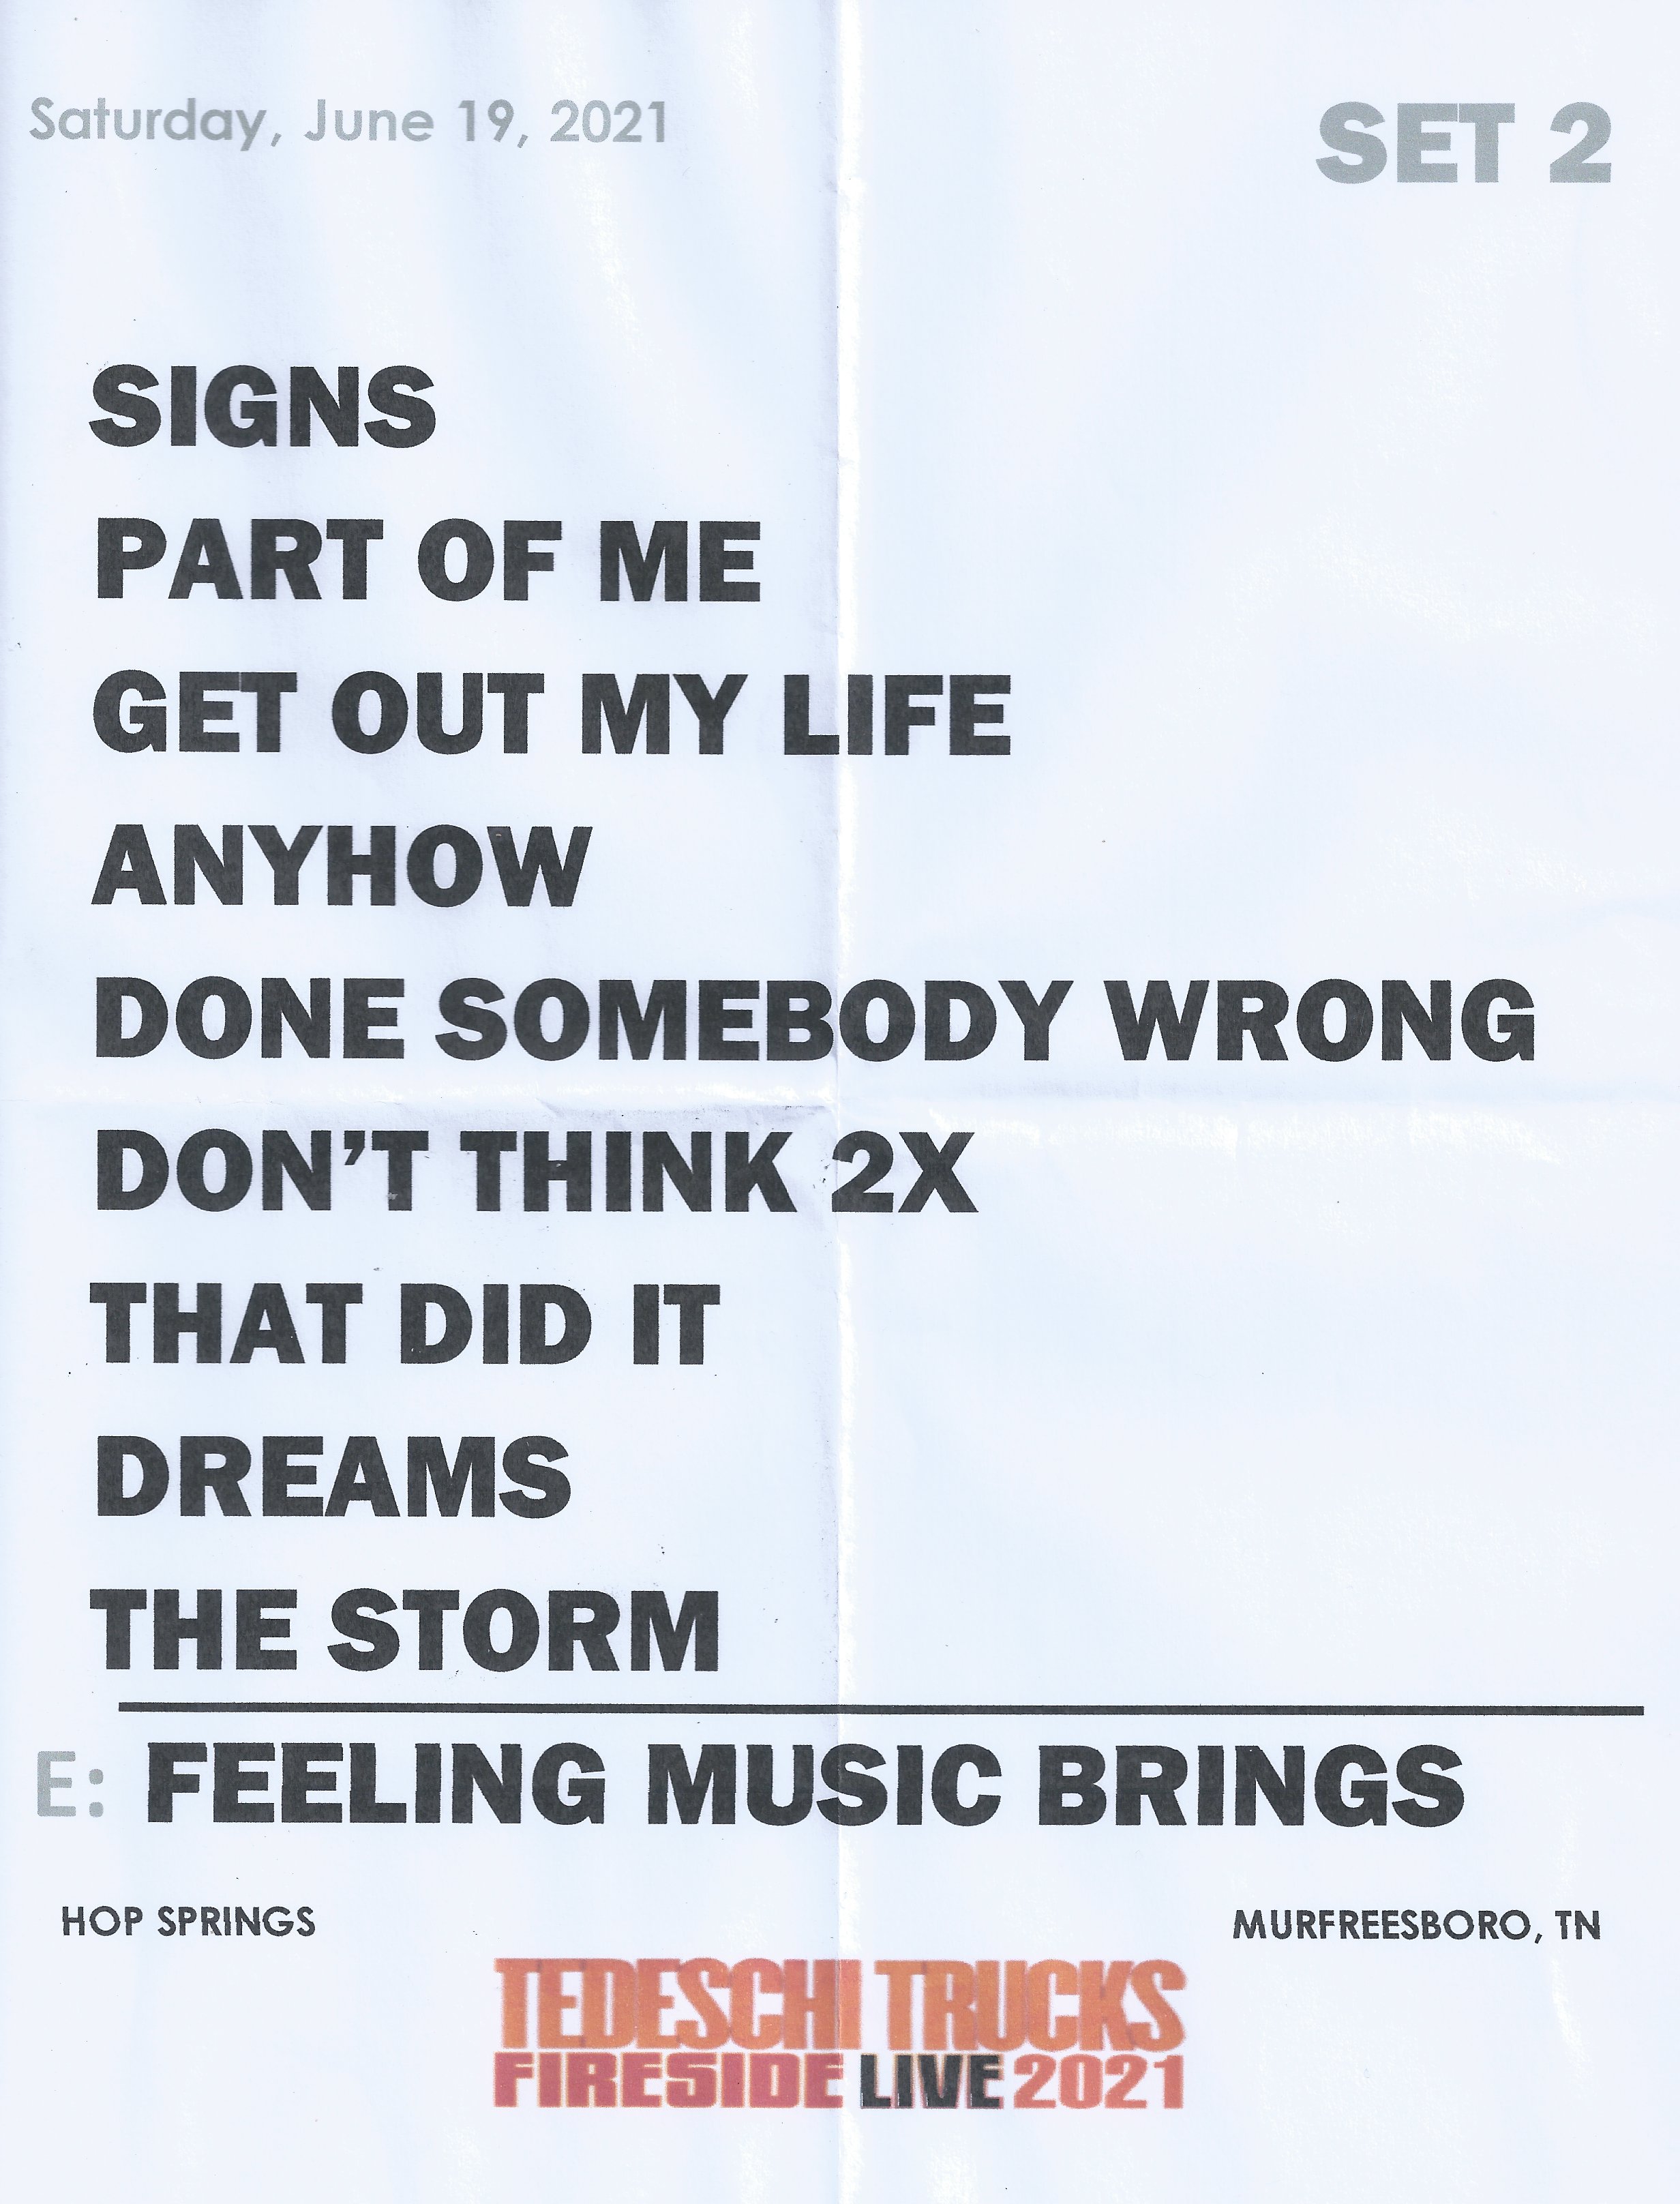 Saturday, June 19, 2021
SET 2
SIGNS
PART OF ME
GET OUT MY LIFE
ANYHOW
DONE SOMEBODY WRONG
DON’T THINK 2X
THAT DID IT
DREAMS
THE STORM
E: FEELING MUSIC BRINGS
HOP SPRINGS
MURFREESBORO, TN
TEDESCHI TRUCKS
FIRESIDE LIVE 2021